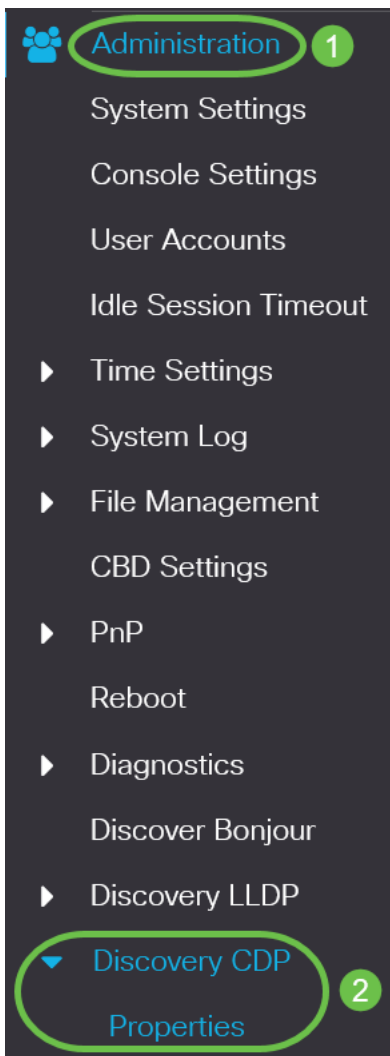 Administration 1
System Settings
Console Settings
User Accounts
Idle Session Timeout
Time Settings
System Log
File Management
CBD Settings
PnP
Reboot
Diagnostics
Discover Bonjour
Discovery LLDP
Discovery CDP
2
Properties